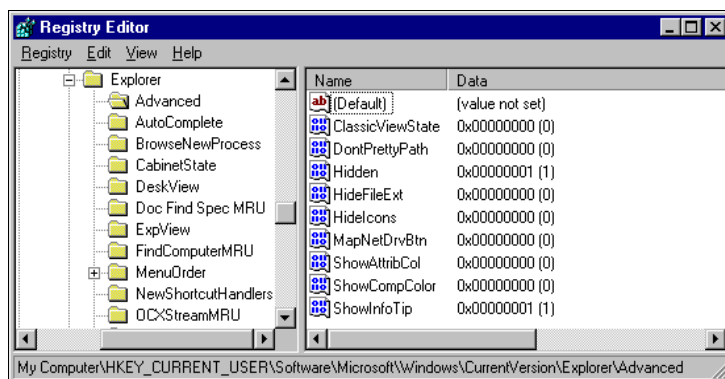 Registry Editor
Registry Edit View Help
Explorer
Advanced
AutoComplete
BrowseNewProcess
CabinetState
DeskView
Doc Find Spec MRU
ExpView
FindComputerMRU
MenuOrder
NewShortcutHandlers
OCXStreamMRU
Name Data
(Default) (value not set)
ClassicViewState 0x00000000 (0)
DontPrettyPath 0x00000000 (0)
Hidden 0x00000001 (1)
HideFileExt 0x00000000 (0)
HideIcons 0x00000000 (0)
MapNetDrvBtn 0x00000000 (0)
ShowAttribCol 0x00000000 (0)
ShowCompColor 0x00000000 (0)
ShowInfoTip 0x00000001 (1)
My Computer\HKEY_CURRENT_USER\Software\Microsoft\Windows\CurrentVersion\Explorer\Advanced